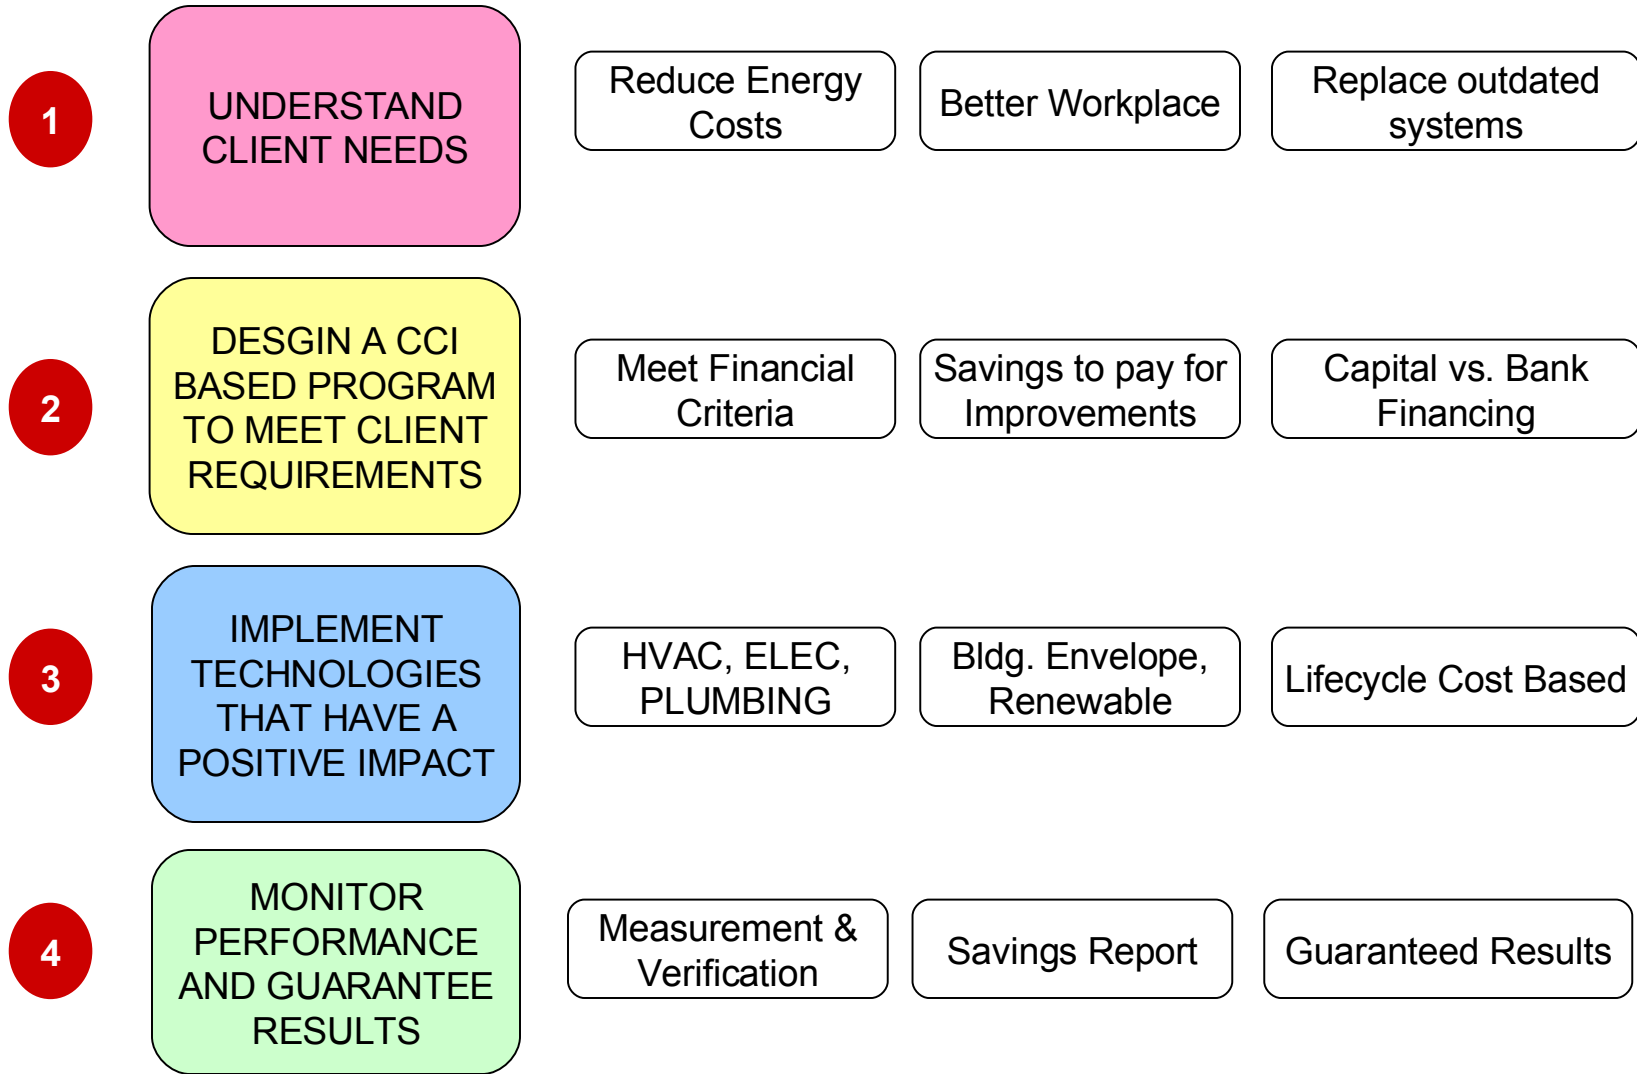 1
UNDERSTAND
CLIENT NEEDS
Reduce Energy
Costs
Better Workplace
Replace outdated
systems
2
DESGIN A CCI
BASED PROGRAM
TO MEET CLIENT
REQUIREMENTS
Meet Financial
Criteria
Savings to pay for
Improvements
Capital vs. Bank
Financing
3
IMPLEMENT
TECHNOLOGIES
THAT HAVE A
POSITIVE IMPACT
HVAC, ELEC,
PLUMBING
Bldg. Envelope,
Renewable
Lifecycle Cost Based
4
MONITOR
PERFORMANCE
AND GUARANTEE
RESULTS
Measurement &
Verification
Savings Report
Guaranteed Results